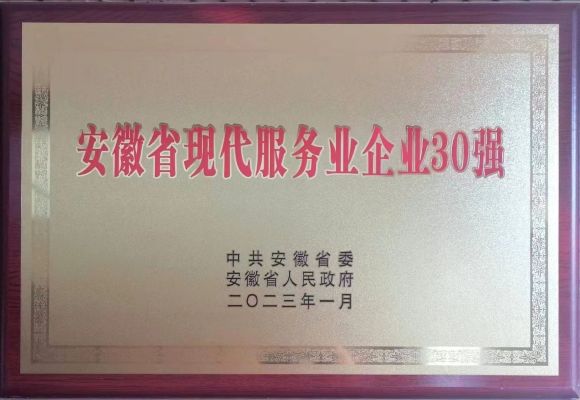 安徽省现代服务业企业30强
中共安徽省委
安徽省人民政府
二〇二三年一月